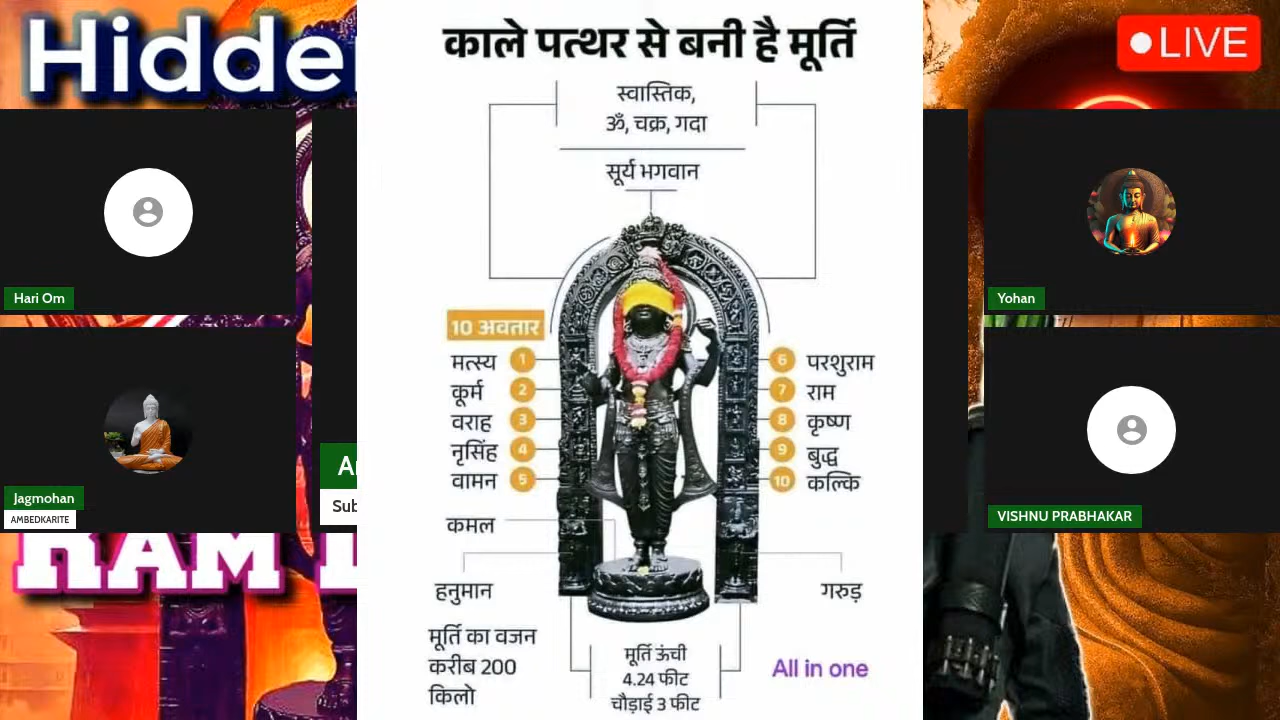 Hidde
LIVE
काले पत्थर से बनी है मूर्ति
स्वास्तिक,
ॐ, चक्र, गदा
सूर्य भगवान
10 अवतार
मत्स्य 1
कूर्म 2
वराह 3
नृसिंह 4
वामन 5
6 परशुराम
7 राम
8 कृष्ण
9 बुद्ध
10 कल्कि
कमल
हनुमान
गरुड़
मूर्ति का वजन
करीब 200
किलो
मूर्ति ऊंची
4.24 फीट
चौड़ाई 3 फीट
All in one
Hari Om
Jagmohan
AMBEDKARITE
Sub
Yohan
VISHNU PRABHAKAR
RAM